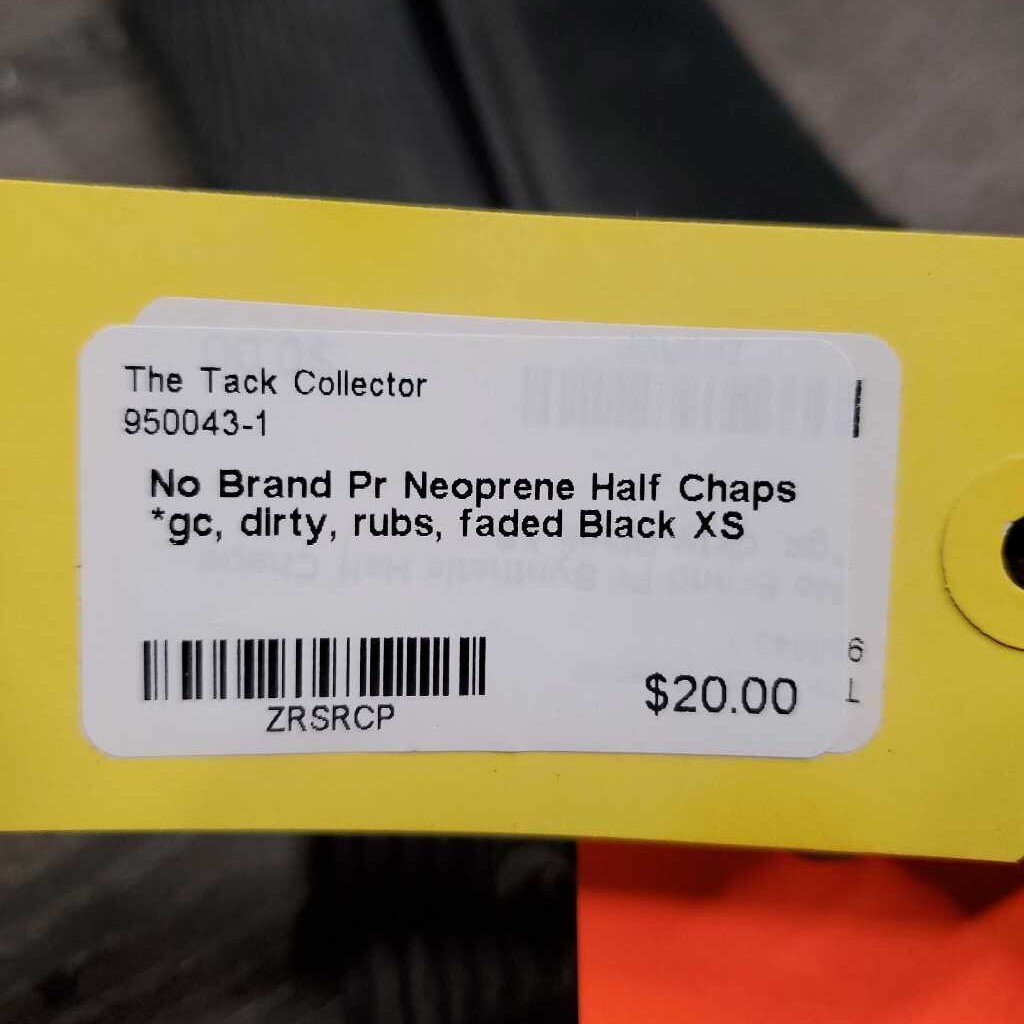 The Tack Collector
950043-1
No Brand Pr Neoprene Half Chaps
*gc, dirty, rubs, faded Black XS
ZRSRCP
$20.00